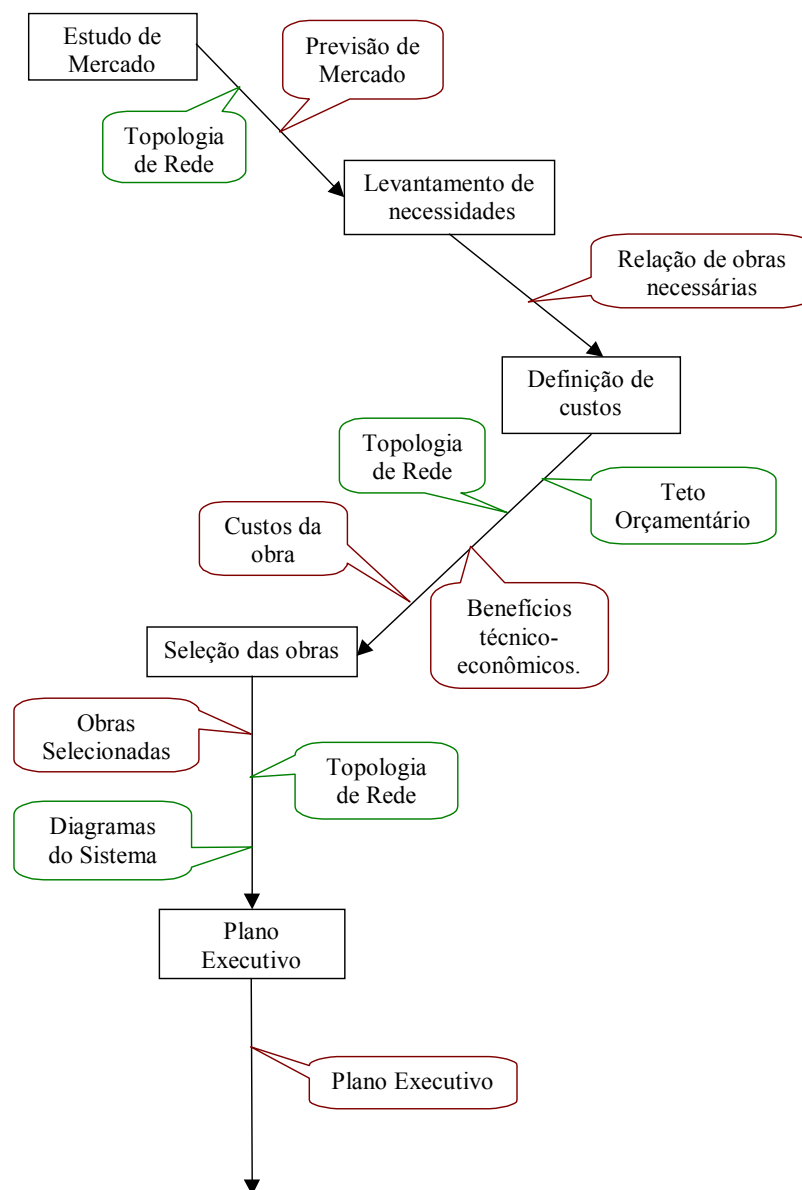 Estudo de
Mercado
Previsão de
Mercado
Topologia
de Rede
Levantamento de
necessidades
Relação de obras
necessárias
Definição de
custos
Topologia
de Rede
Teto
Orçamentário
Custos da
obra
Benefícios
técnico-
econômicos.
Seleção das obras
Obras
Selecionadas
Topologia
de Rede
Diagramas
do Sistema
Plano
Executivo
Plano Executivo